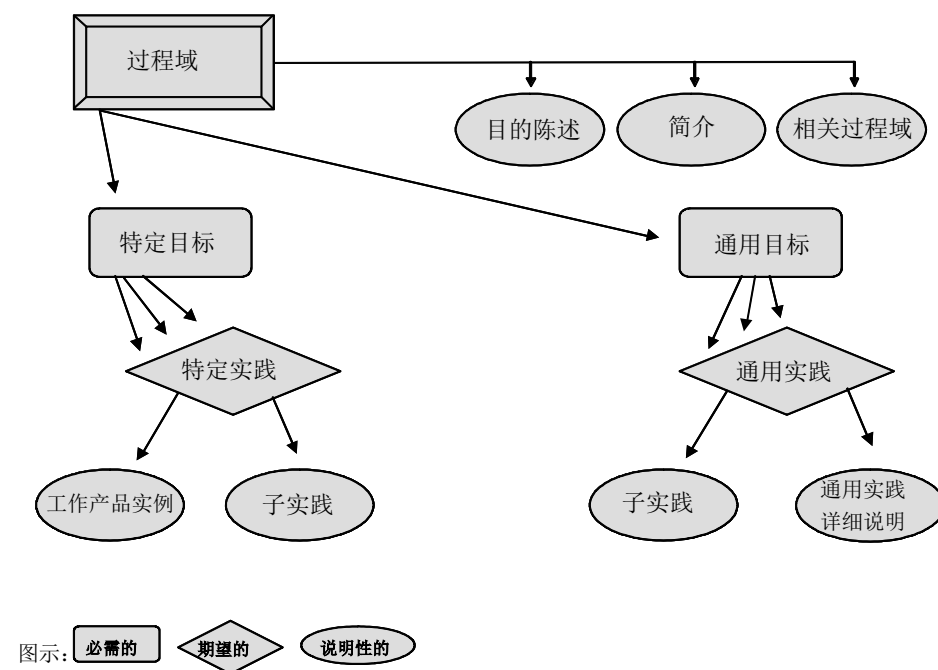 过程域
目的陈述
简介
相关过程域
特定目标
通用目标
特定实践
通用实践
工作产品实例
子实践
子实践
通用实践
详细说明
图示：
必需的
期望的
说明性的